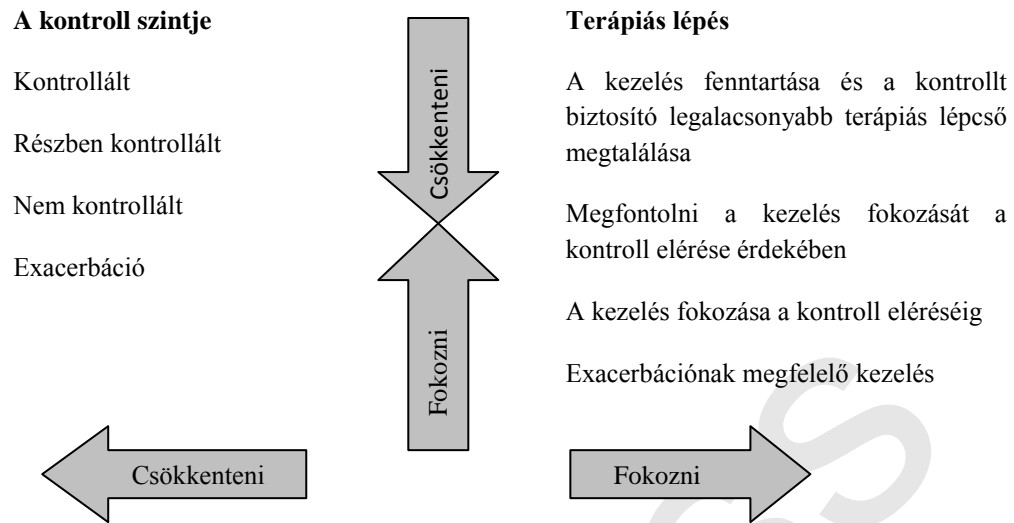 A kontroll szintje
Kontrollált
Részben kontrollált
Nem kontrollált
Exacerbáció
Csökkenteni
Fokozni
Terápiás lépés
A kezelés fenntartása és a kontrollt
biztosító legalacsonyabb terápiás lépcső
megtalálása
Megfontolni a kezelés fokozását a
kontroll elérése érdekében
A kezelés fokozása a kontroll eléréséig
Exacerbációnak megfelelő kezelés
Csökkenteni
Fokozni